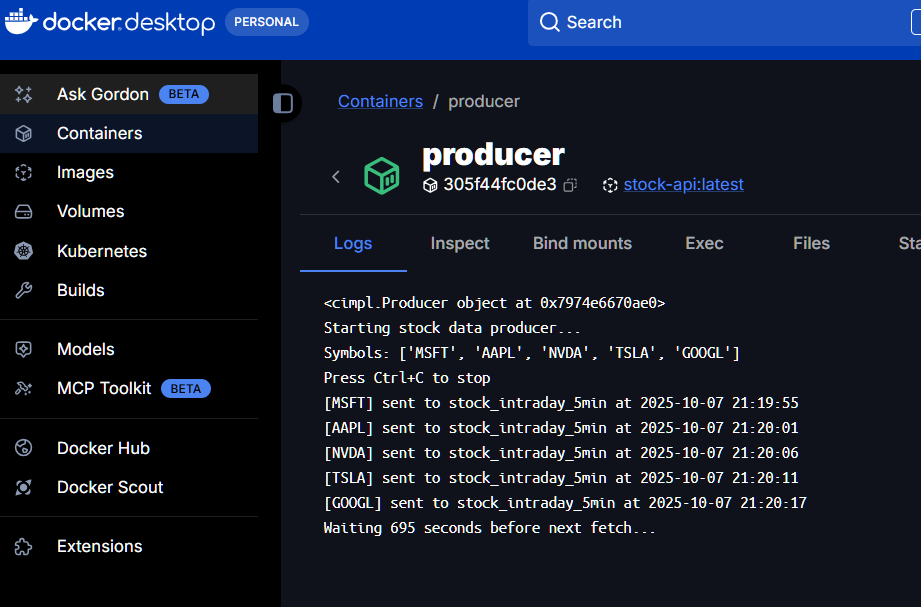 docker.desktop PERSONAL
Search
Ask Gordon BETA
Containers
Images
Volumes
Kubernetes
Builds
Models
MCP Toolkit BETA
Docker Hub
Docker Scout
Extensions
Containers / producer
producer
305f44fc0de3 stock-api:latest
Logs Inspect Bind mounts Exec Files Sta
<cimpl.Producer object at 0x7974e6670ae0>
Starting stock data producer...
Symbols: ['MSFT', 'AAPL', 'NVDA', 'TSLA', 'GOOGL']
Press Ctrl+C to stop
[MSFT] sent to stock_intraday_5min at 2025-10-07 21:19:55
[AAPL] sent to stock_intraday_5min at 2025-10-07 21:20:01
[NVDA] sent to stock_intraday_5min at 2025-10-07 21:20:06
[TSLA] sent to stock_intraday_5min at 2025-10-07 21:20:11
[GOOGL] sent to stock_intraday_5min at 2025-10-07 21:20:17
Waiting 695 seconds before next fetch...